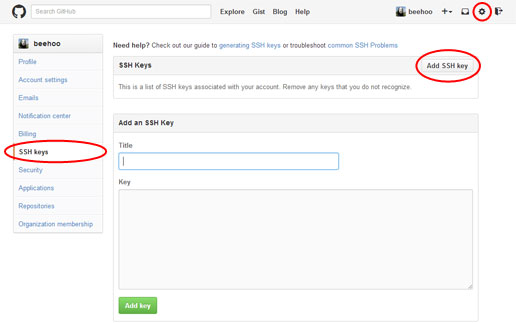 Search GitHub
Explore Gist Blog Help
beehoo
beehoo
Profile
Account settings
Emails
Notification center
Billing
SSH keys
Security
Applications
Repositories
Organization membership
Need help? Check out our guide to generating SSH keys or troubleshoot common SSH Problems
SSH Keys
Add SSH key
This is a list of SSH keys associated with your account. Remove any keys that you do not recognize.
Add an SSH Key
Title
Key
Add key